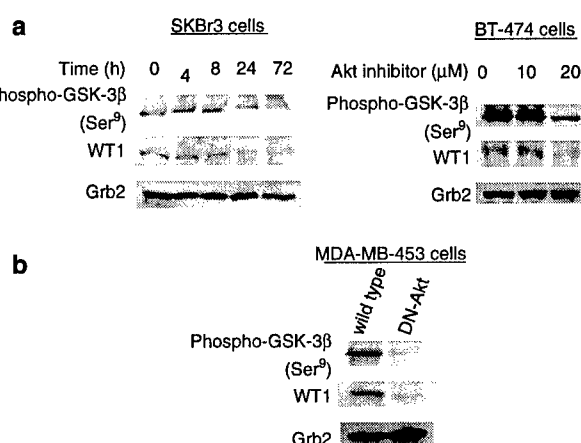 a
SKBr3 cells
Time (h) 0 4 8 24 72
hospho-GSK-3β
(Ser⁹)
WT1
Grb2
BT-474 cells
Akt inhibitor (μM) 0 10 20
Phospho-GSK-3β
(Ser⁹)
WT1
Grb2
b
MDA-MB-453 cells
wild type
DN-Akt
Phospho-GSK-3β
(Ser⁹)
WT1
Grb2